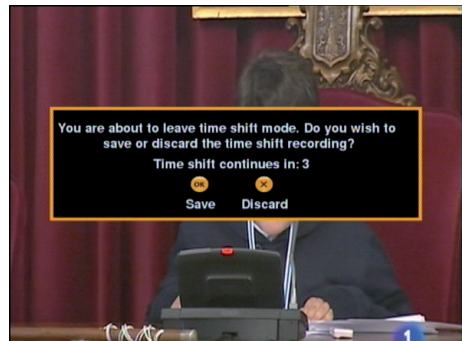 You are about to leave time shift mode. Do you wish to
save or discard the time shift recording?
Time shift continues in: 3
OK
Save Discard
1